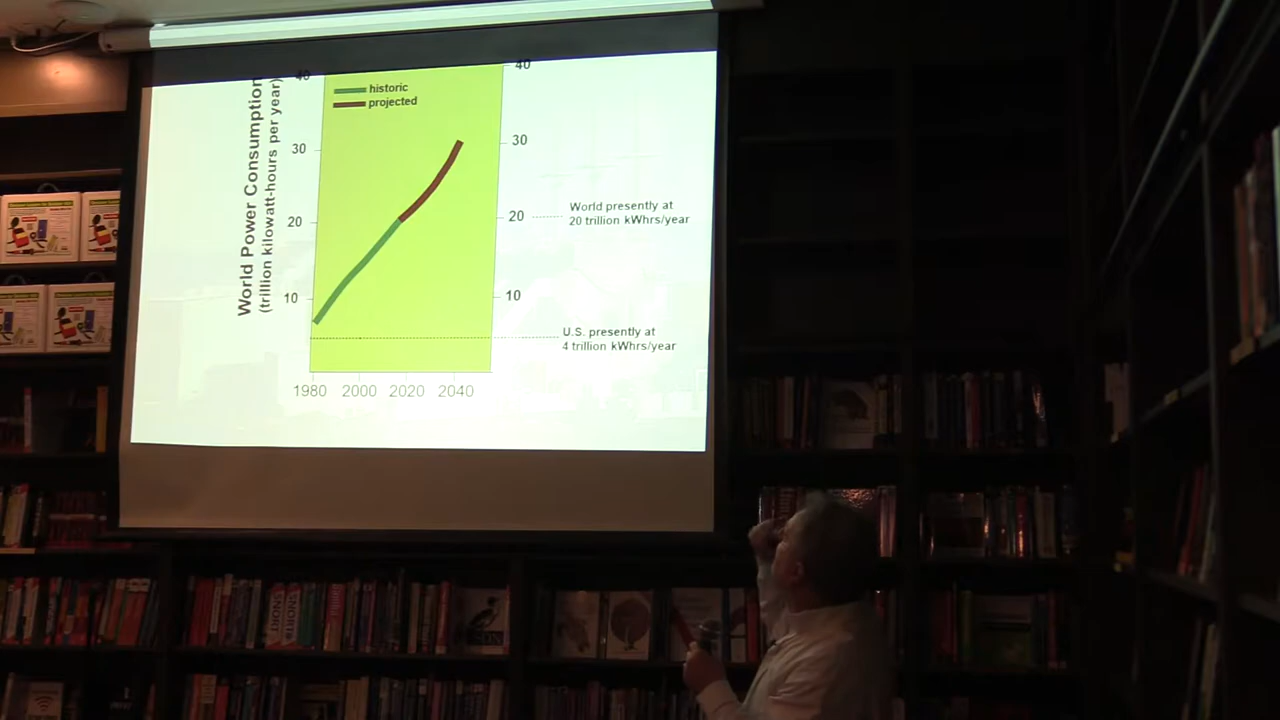 World Power Consumption
(trillion kilowatt-hours per year)
40
30
20
10
historic
projected
40
30
20
10
World presently at
20 trillion kWhrs/year
U.S. presently at
4 trillion kWhrs/year
1980 2000 2020 2040